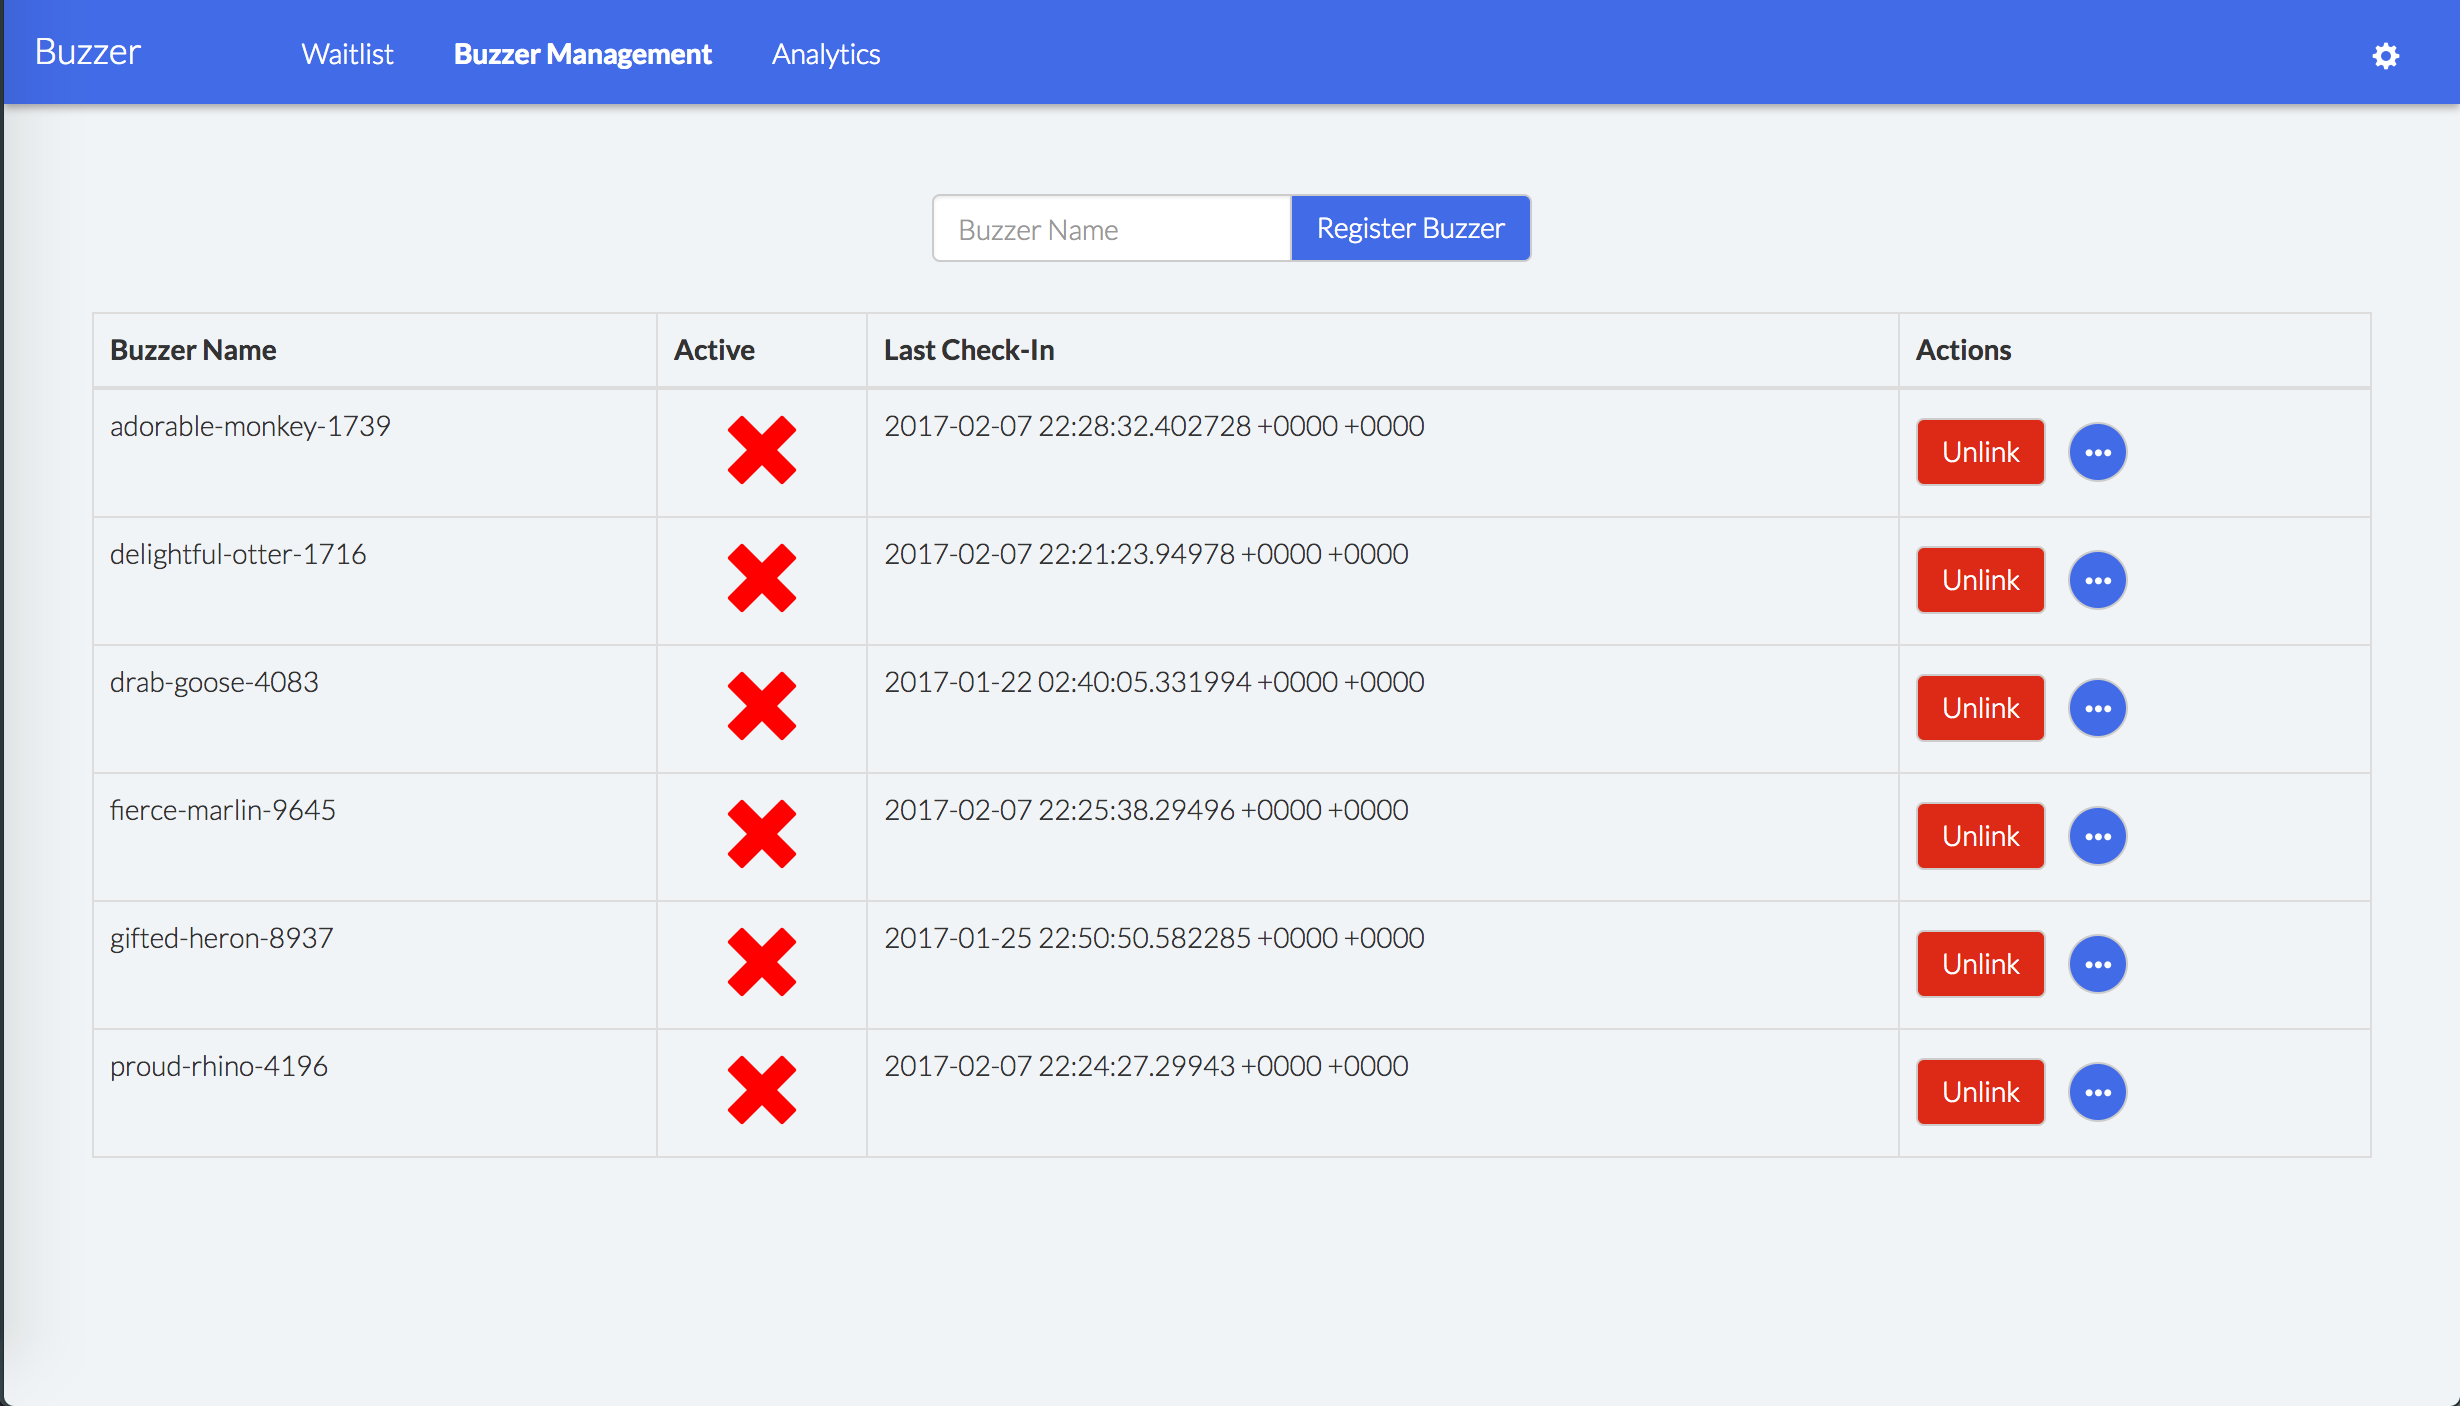 Buzzer Waitlist Buzzer Management Analytics
Buzzer Name Register Buzzer
Buzzer Name Active Last Check-In Actions
adorable-monkey-1739 2017-02-07 22:28:32.402728 +0000 +0000 Unlink
delightful-otter-1716 2017-02-07 22:21:23.94978 +0000 +0000 Unlink
drab-goose-4083 2017-01-22 02:40:05.331994 +0000 +0000 Unlink
fierce-marlin-9645 2017-02-07 22:25:38.29496 +0000 +0000 Unlink
gifted-heron-8937 2017-01-25 22:50:50.582285 +0000 +0000 Unlink
proud-rhino-4196 2017-02-07 22:24:27.29943 +0000 +0000 Unlink